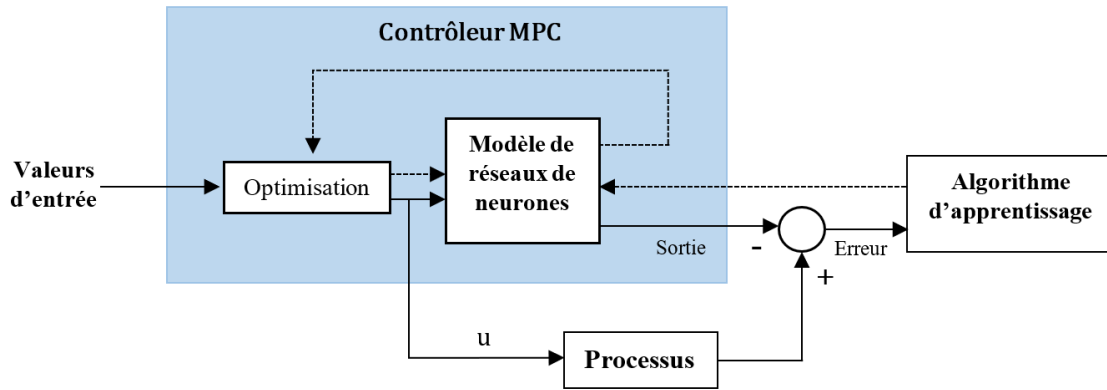 Contrôleur MPC
Valeurs
d'entrée
Optimisation
Modèle de
réseaux de
neurones
Algorithme
d'apprentissage
Sortie
-
Erreur
+
u
Processus